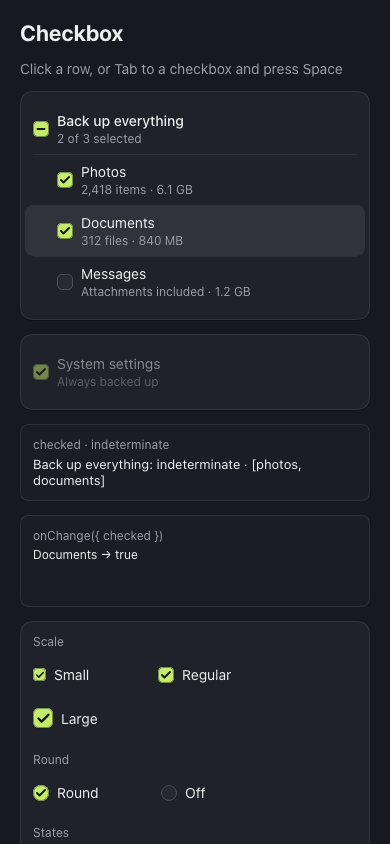 Checkbox
Click a row, or Tab to a checkbox and press Space
Back up everything
2 of 3 selected
Photos
2,418 items · 6.1 GB
Documents
312 files · 840 MB
Messages
Attachments included · 1.2 GB
System settings
Always backed up
checked · indeterminate
Back up everything: indeterminate · [photos,
documents]
onChange({ checked })
Documents → true
Scale
Small
Regular
Large
Round
Round
Off
States